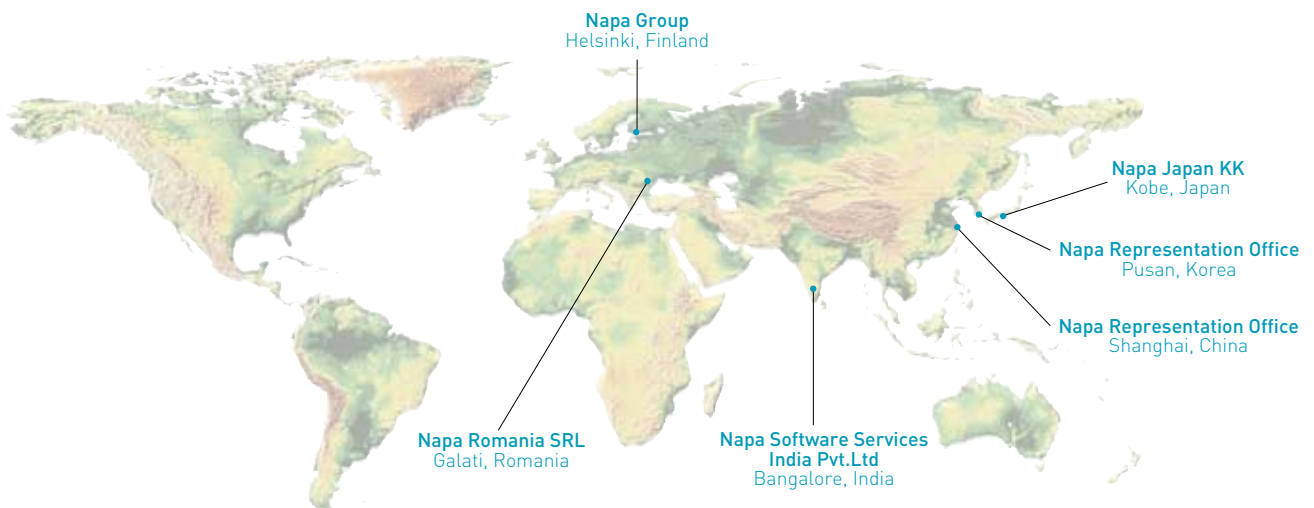 Napa Group
Helsinki, Finland
Napa Japan KK
Kobe, Japan
Napa Representation Office
Pusan, Korea
Napa Representation Office
Shanghai, China
Napa Romania SRL
Galati, Romania
Napa Software Services
India Pvt.Ltd
Bangalore, India